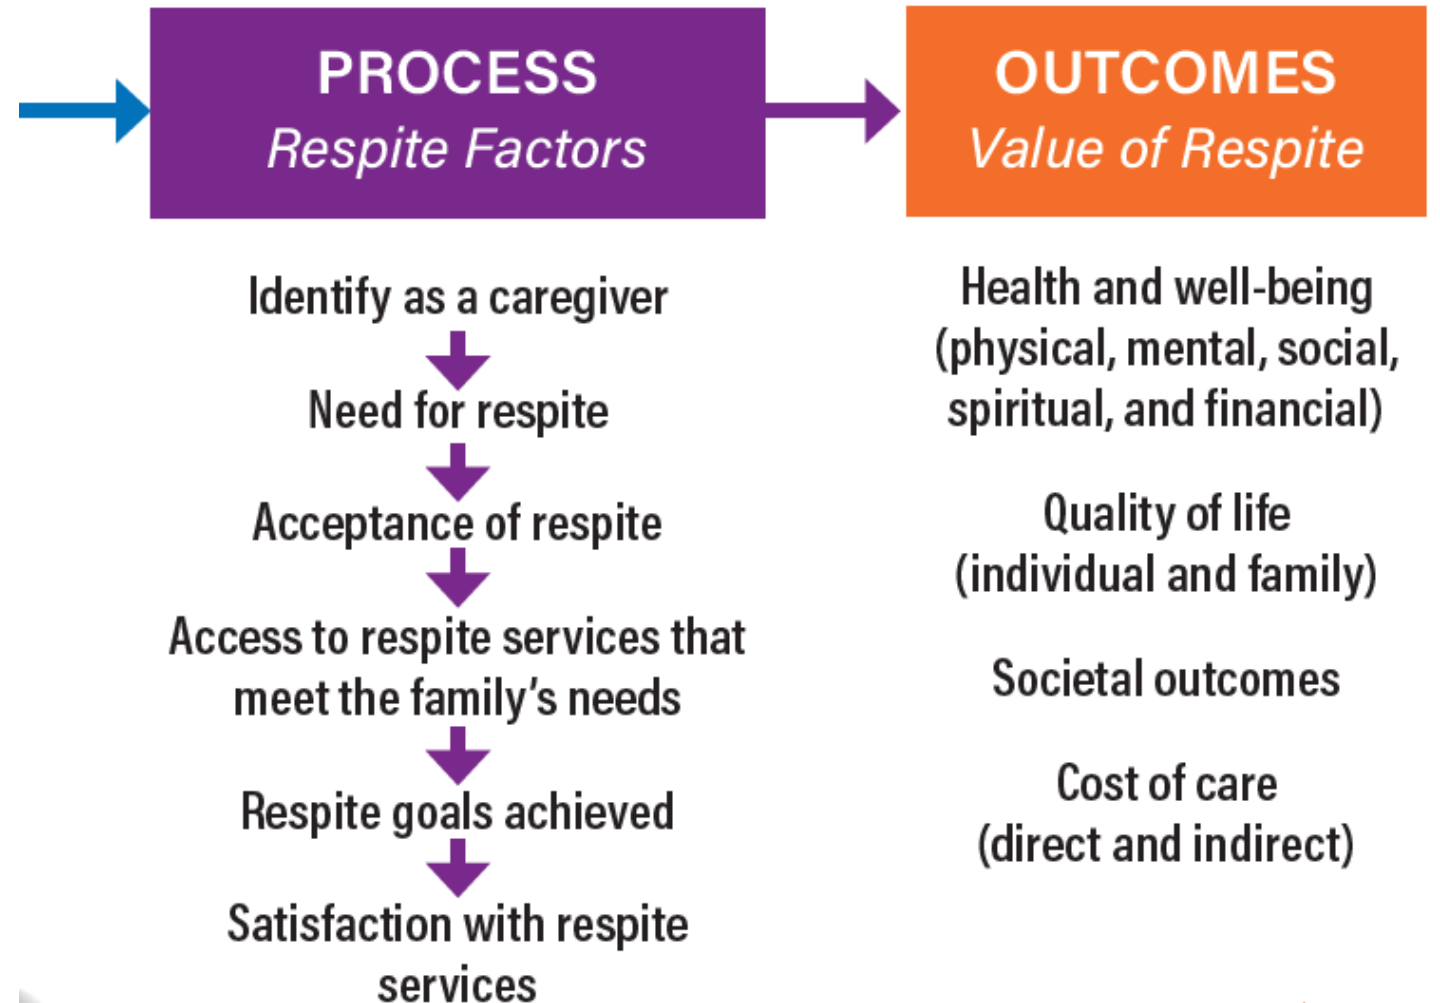 PROCESS
Respite Factors
Identify as a caregiver
Need for respite
Acceptance of respite
Access to respite services that
meet the family’s needs
Respite goals achieved
Satisfaction with respite
services
OUTCOMES
Value of Respite
Health and well-being
(physical, mental, social,
spiritual, and financial)
Quality of life
(individual and family)
Societal outcomes
Cost of care
(direct and indirect)